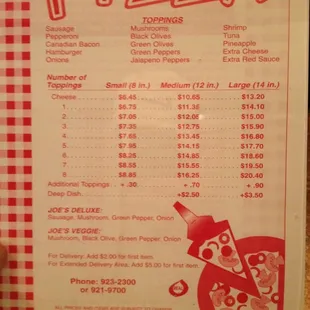 PIZZA
TOPPINGS
Sausage Mushrooms Shrimp
Pepperoni Black Olives Tuna
Canadian Bacon Green Olives Pineapple
Hamburger Green Peppers Extra Cheese
Onions Jalapeno Peppers Extra Red Sauce
Number of
Toppings Small (8 in.) Medium (12 in.) Large (14 in.)
Cheese $6.45 $10.65 $13.20
1 $6.75 $11.35 $14.10
2 $7.05 $12.05 $15.00
3 $7.35 $12.75 $15.90
4 $7.65 $13.45 $16.80
5 $7.95 $14.15 $17.70
6 $8.25 $14.85 $18.60
7 $8.55 $15.55 $19.50
8 $8.85 $16.25 $20.40
Additional Toppings + .30 + .70 + .90
Deep Dish +$2.50 +$3.50
JOE'S DELUXE:
Sausage, Mushroom, Green Pepper, Onion
JOE'S VEGGIE:
Mushroom, Black Olive, Green Pepper, Onion
For Delivery, Add $3.00 for first item.
For Extended Delivery Area, Add $5.00 for first item.
Phone: 923-2300
or 921-9700